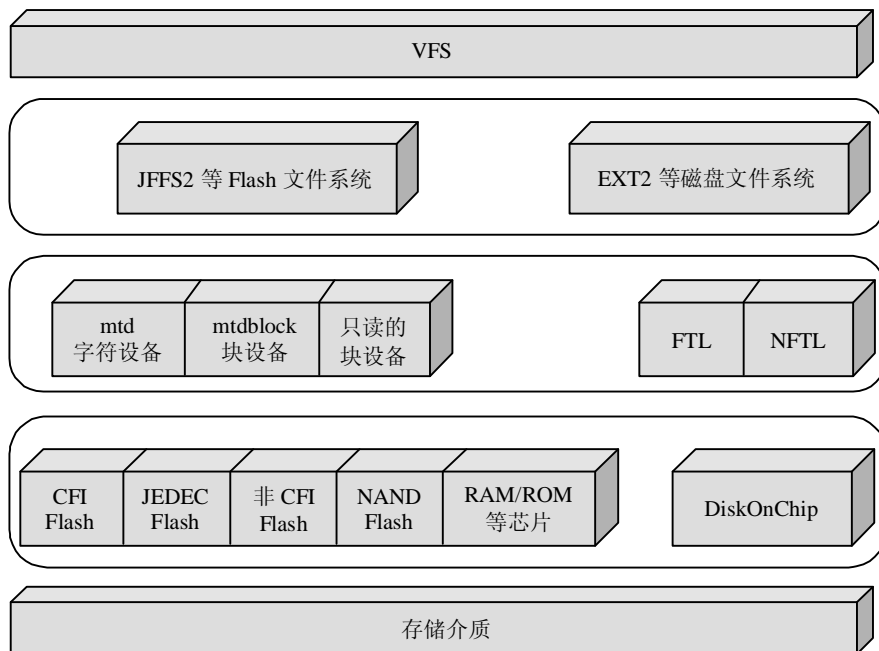 VFS
JFFS2 等 Flash 文件系统
EXT2 等磁盘文件系统
mtd
字符设备
mtdblock
块设备
只读的
块设备
FTL
NFTL
CFI
Flash
JEDEC
Flash
非 CFI
Flash
NAND
Flash
RAM/ROM
等芯片
DiskOnChip
存储介质